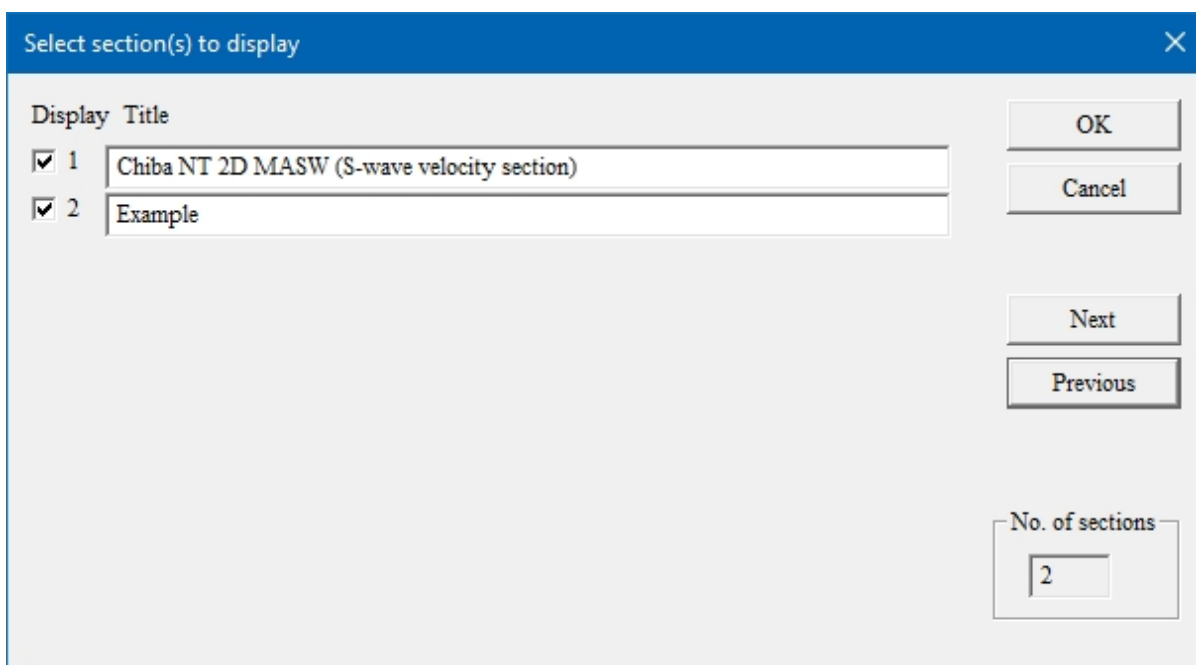 Select section(s) to display
Display Title
1 Chiba NT 2D MASW (S-wave velocity section)
2 Example
OK
Cancel
Next
Previous
No. of sections
2